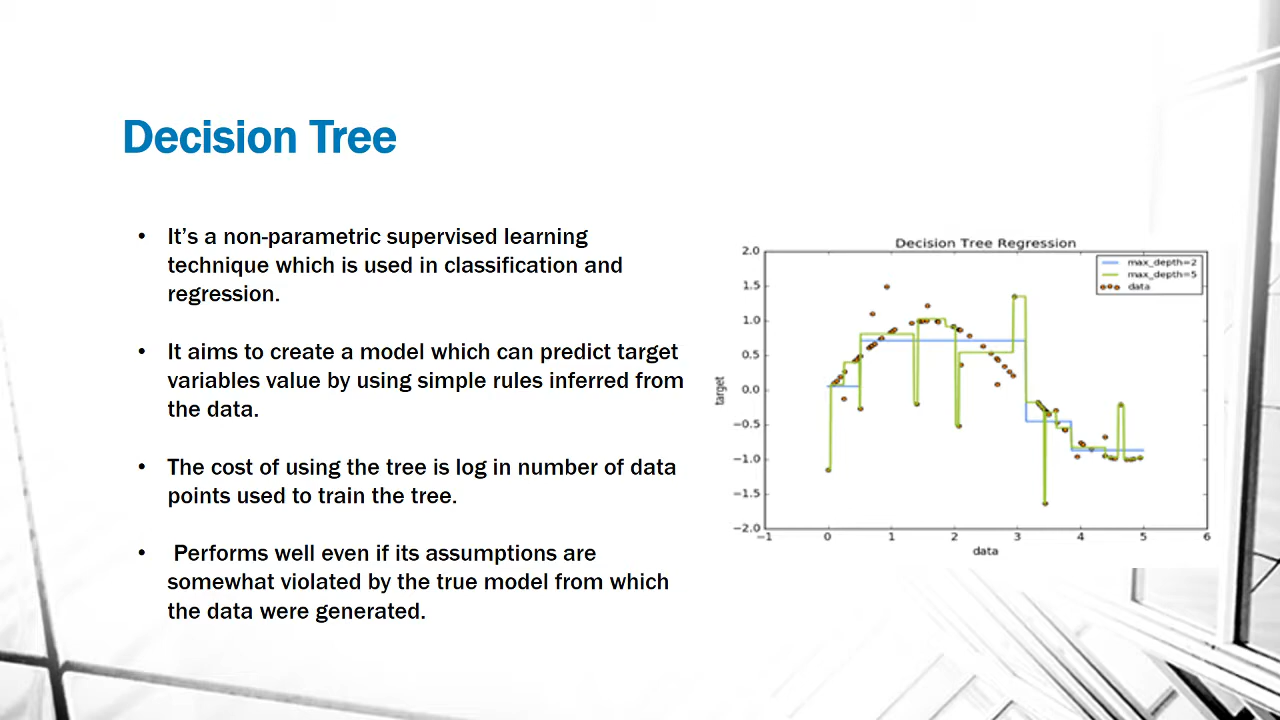 Decision Tree
• It’s a non-parametric supervised learning
technique which is used in classification and
regression.
• It aims to create a model which can predict target
variables value by using simple rules inferred from
the data.
• The cost of using the tree is log in number of data
points used to train the tree.
• Performs well even if its assumptions are
somewhat violated by the true model from which
the data were generated.
Decision Tree Regression
max_depth=2
max_depth=5
data
2.0
1.5
1.0
0.5
0.0
−0.5
−1.0
−1.5
−2.0
target
−1 0 1 2 3 4 5 6
data